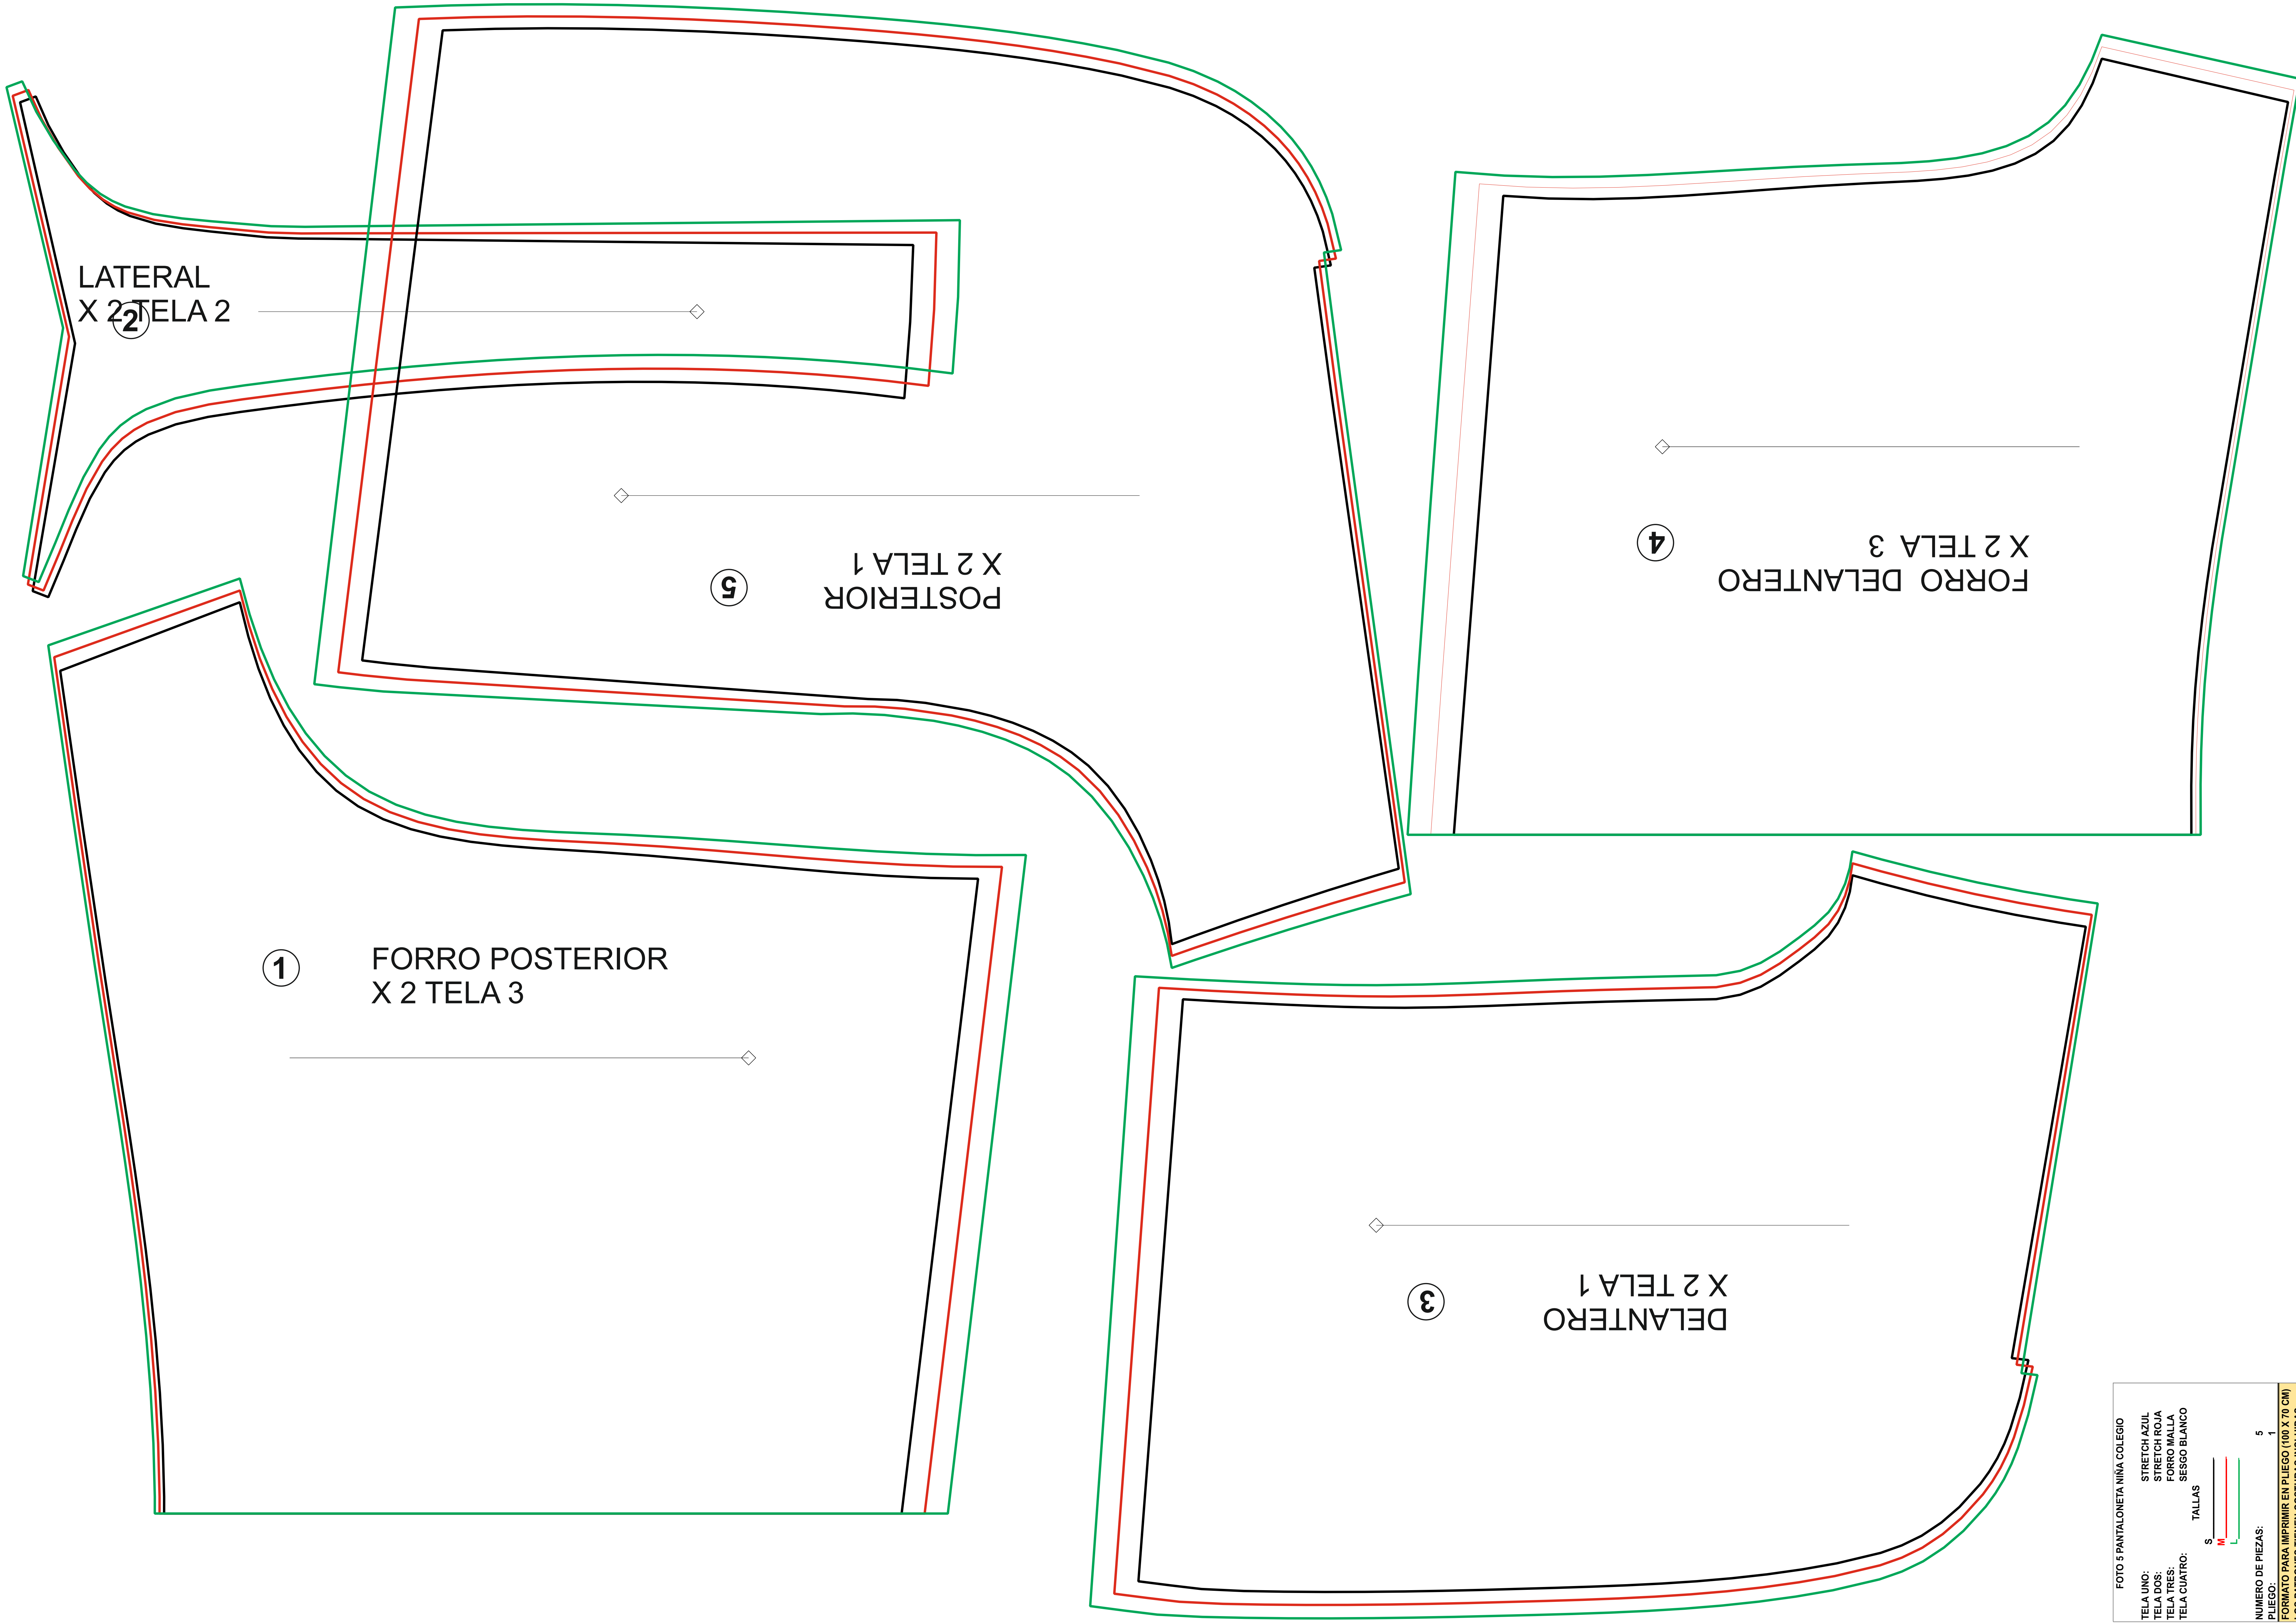 LATERAL
X 2 TELA 2
2
5
POSTERIOR
X 2 TELA 1
4
FORRO DELANTERO
X 2 TELA 3
1
FORRO POSTERIOR
X 2 TELA 3
3
DELANTERO
X 2 TELA 1
FOTO 5 PANTALONETA NIÑA COLEGIO
TELA UNO: STRETCH AZUL
TELA DOS: STRETCH ROJA
TELA TRES: FORRO MALLA
TELA CUATRO: SESGO BLANCO
TALLAS
S
M
L
NUMERO DE PIEZAS: 5
PLIEGO: 1
FORMATO PARA IMPRIMIR EN PLIEGO (100 X 70 CM)